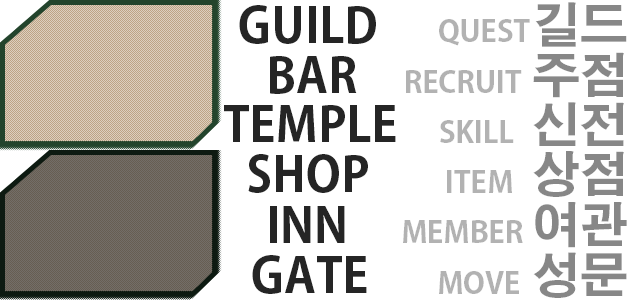 GUILD QUEST 길드
BAR RECRUIT 주점
TEMPLE SKILL 신전
SHOP ITEM 상점
INN MEMBER 여관
GATE MOVE 성문